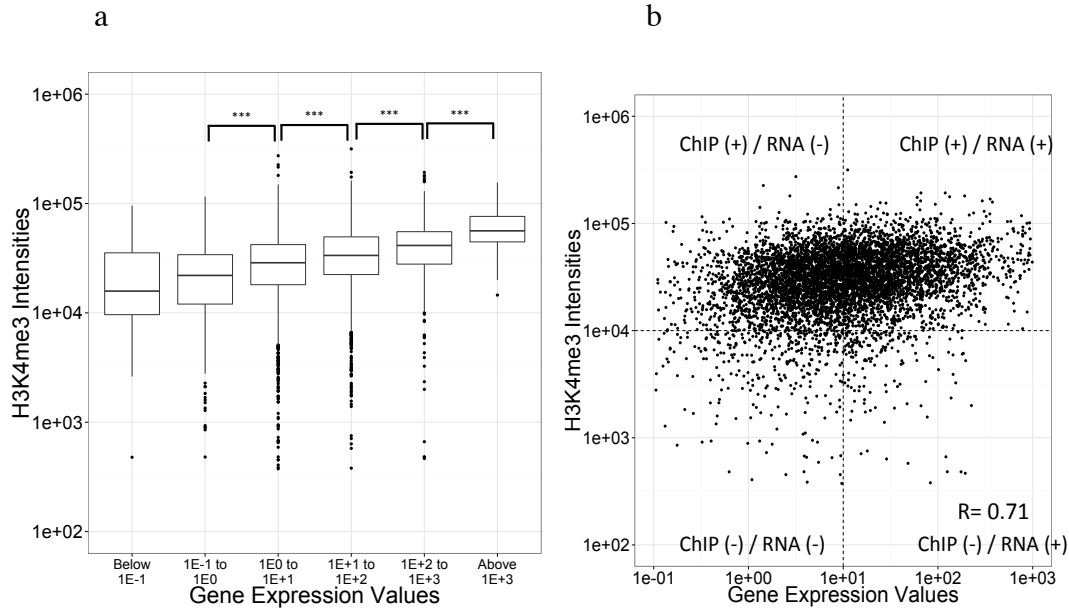 a
b
1e+06
1e+05
1e+04
1e+03
1e+02
H3K4me3 Intensities
***
***
***
***
Below
1E-1
1E-1 to
1E0
1E0 to
1E+1
1E+1 to
1E+2
1E+2 to
1E+3
Above
1E+3
Gene Expression Values
1e+06
1e+05
1e+04
1e+03
1e+02
H3K4me3 Intensities
ChIP (+) / RNA (-)
ChIP (+) / RNA (+)
R= 0.71
ChIP (-) / RNA (-)
ChIP (-) / RNA (+)
1e-01
1e+00
1e+01
1e+02
1e+03
Gene Expression Values